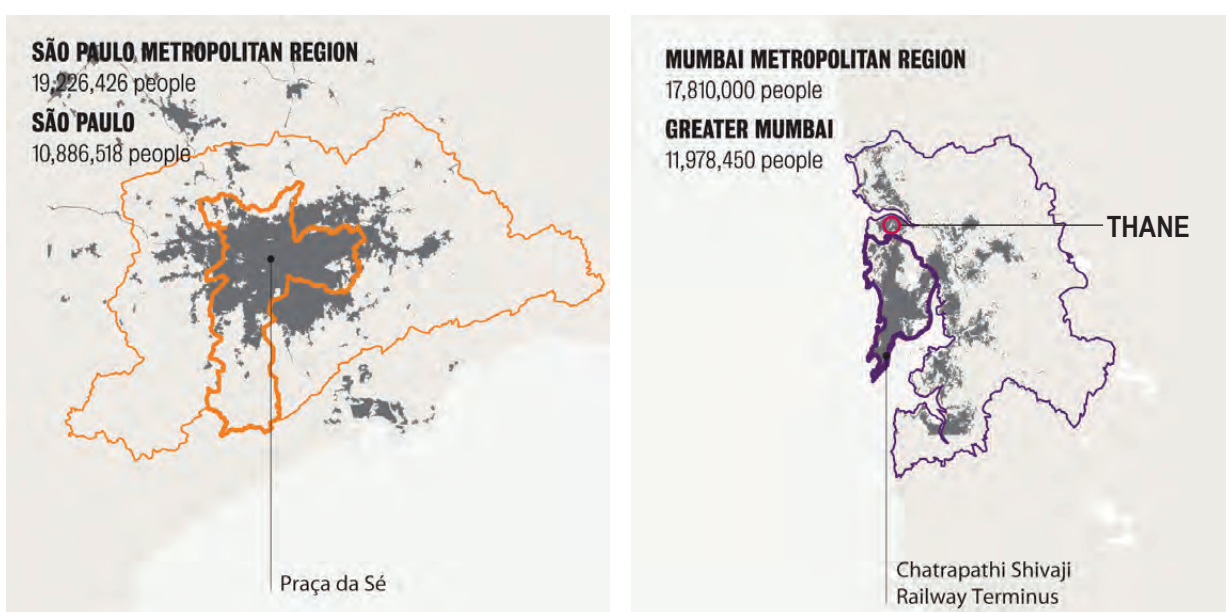 SÃO PAULO METROPOLITAN REGION
19,226,426 people
SÃO PAULO
10,886,518 people
Praça da Sé
MUMBAI METROPOLITAN REGION
17,810,000 people
GREATER MUMBAI
11,978,450 people
THANE
Chatrapathi Shivaji
Railway Terminus